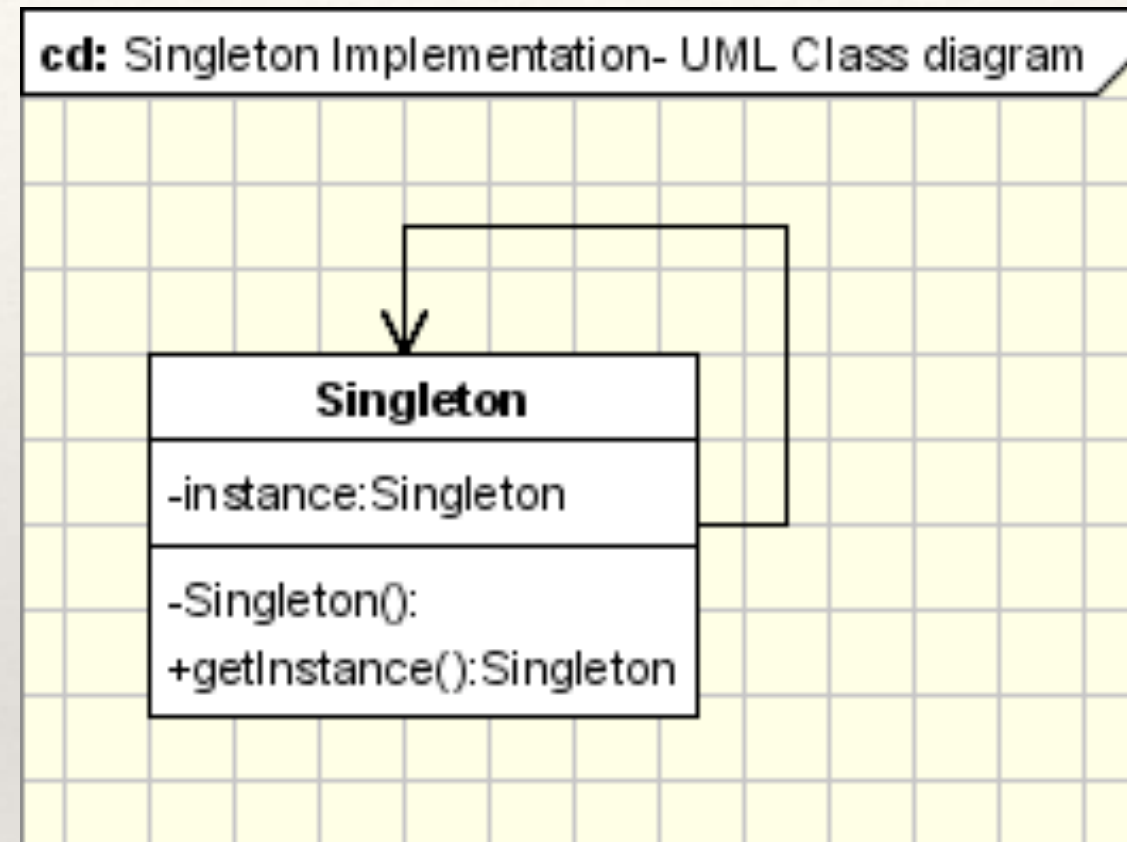 cd: Singleton Implementation- UML Class diagram
Singleton
-instance:Singleton
-Singleton():
+getInstance():Singleton